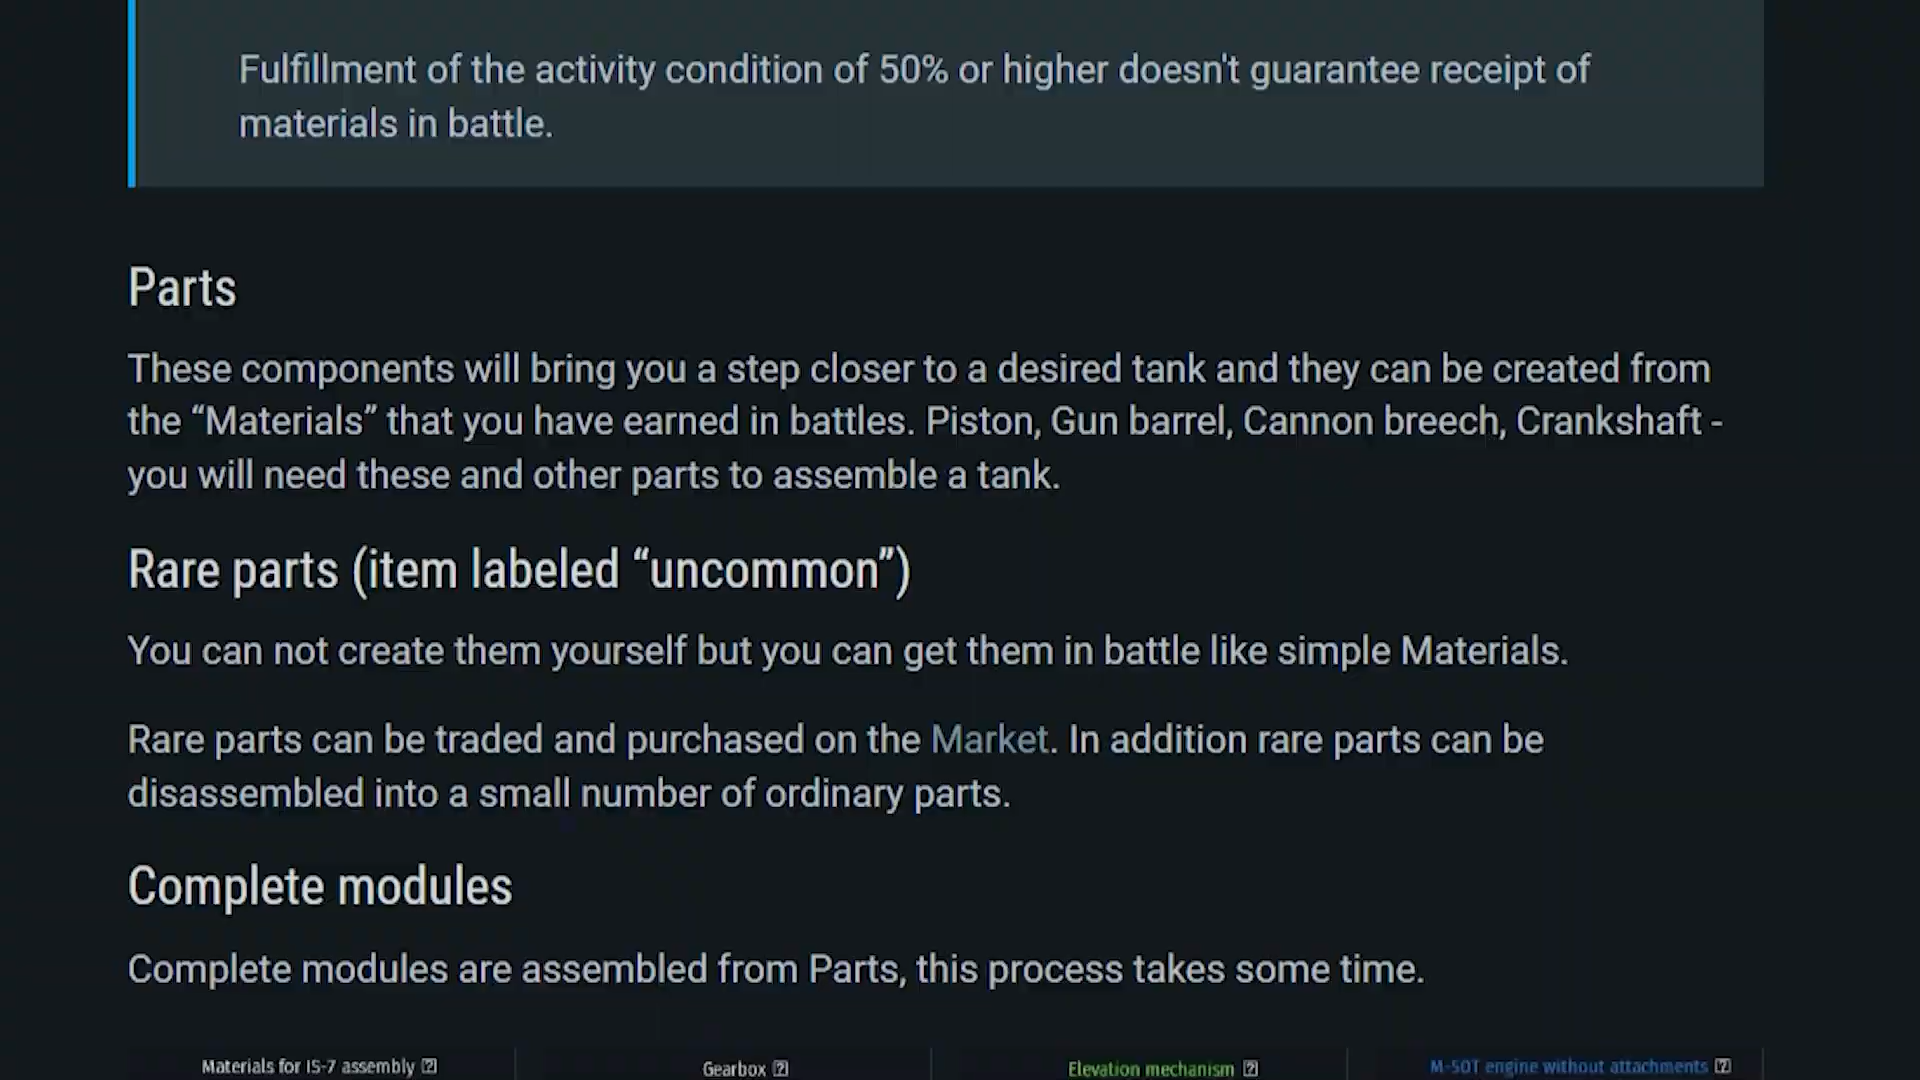 Fulfillment of the activity condition of 50% or higher doesn't guarantee receipt of
materials in battle.
Parts
These components will bring you a step closer to a desired tank and they can be created from
the “Materials” that you have earned in battles. Piston, Gun barrel, Cannon breech, Crankshaft -
you will need these and other parts to assemble a tank.
Rare parts (item labeled “uncommon”)
You can not create them yourself but you can get them in battle like simple Materials.
Rare parts can be traded and purchased on the Market. In addition rare parts can be
disassembled into a small number of ordinary parts.
Complete modules
Complete modules are assembled from Parts, this process takes some time.
Materials for IS-7 assembly Gearbox Elevation mechanism M-50T engine without attachments